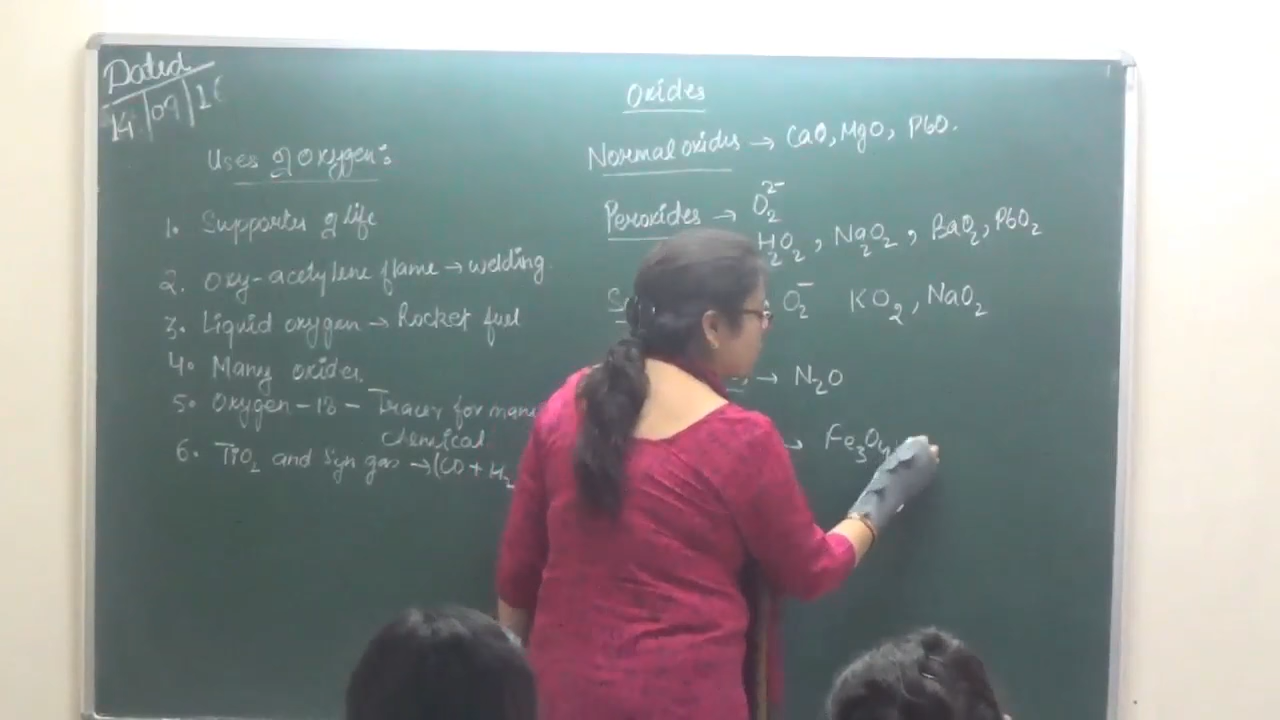 Dated
14/09/16
Uses of Oxygen:
1. Supporter of life
2. Oxy-acetylene flame → welding
3. Liquid oxygen → Rocket fuel
4. Many oxides.
5. Oxygen-18 - Tracer for many
chemical
6. TiO₂ and Syn gas → (CO + H₂
Oxides
Normal oxides → CaO, MgO, PbO.
Peroxides → O₂²⁻
H₂O₂, Na₂O₂, BaO₂, PbO₂
O₂⁻ KO₂, NaO₂
→ N₂O
→ Fe₃O₄